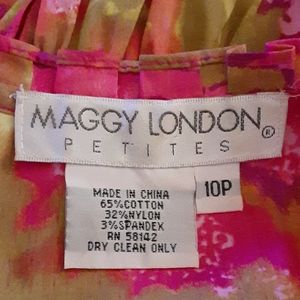 MAGGY LONDON®
PETITES
MADE IN CHINA
65%COTTON
32%NYLON
3%SPANDEX
RN 58142
DRY CLEAN ONLY
10P